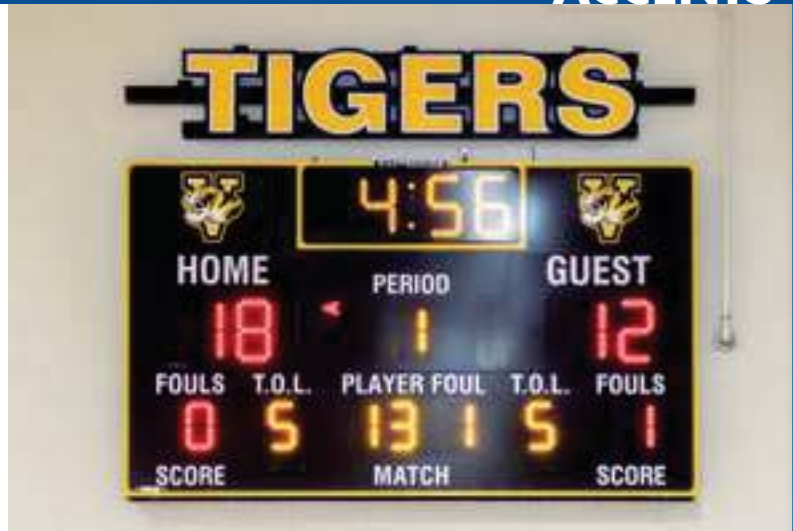 TIGERS
4:56
HOME PERIOD GUEST
18 1 12
FOULS T.O.L. PLAYER FOUL T.O.L. FOULS
0 5 13 1 5 1
SCORE MATCH SCORE